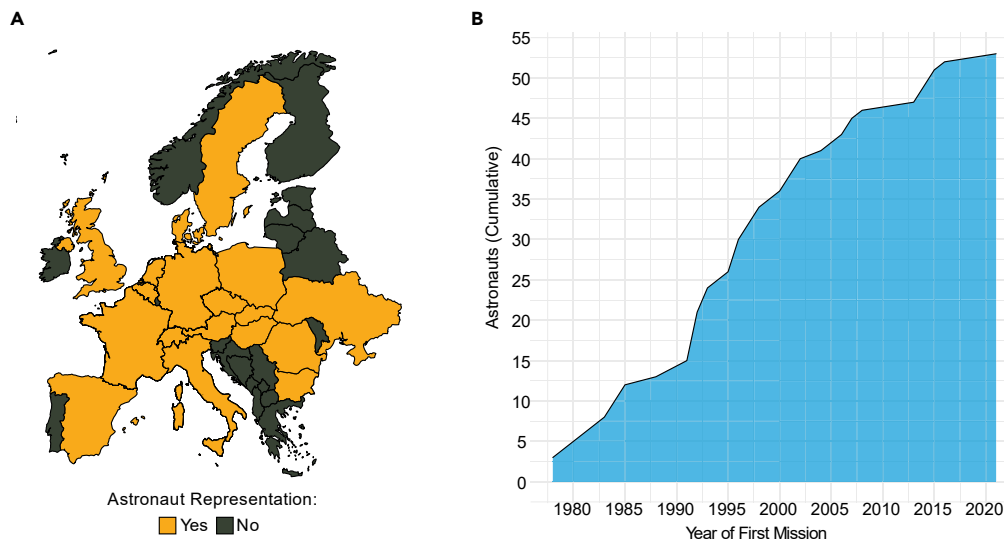 A
B
Astronaut Representation:
Yes No
Astronauts (Cumulative)
55
50
45
40
35
30
25
20
15
10
5
0
1980 1985 1990 1995 2000 2005 2010 2015 2020
Year of First Mission